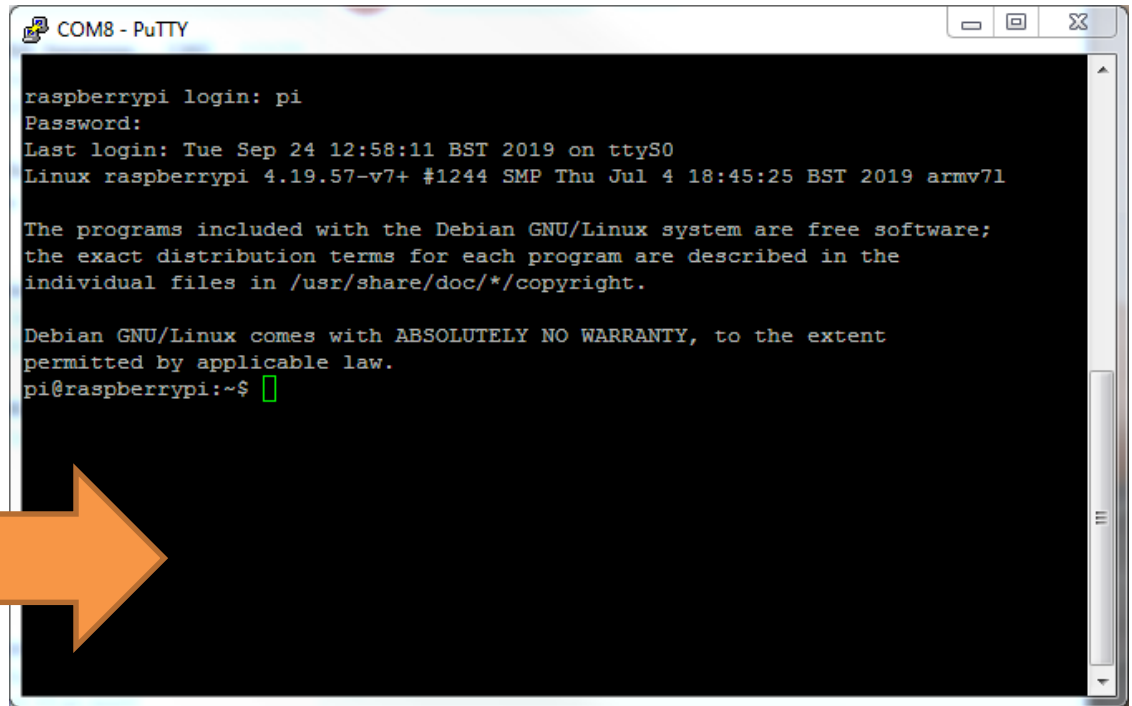 COM8 - PuTTY
raspberrypi login: pi
Password:
Last login: Tue Sep 24 12:58:11 BST 2019 on ttyS0
Linux raspberrypi 4.19.57-v7+ #1244 SMP Thu Jul 4 18:45:25 BST 2019 armv7l
The programs included with the Debian GNU/Linux system are free software;
the exact distribution terms for each program are described in the
individual files in /usr/share/doc/*/copyright.
Debian GNU/Linux comes with ABSOLUTELY NO WARRANTY, to the extent
permitted by applicable law.
pi@raspberrypi:~$